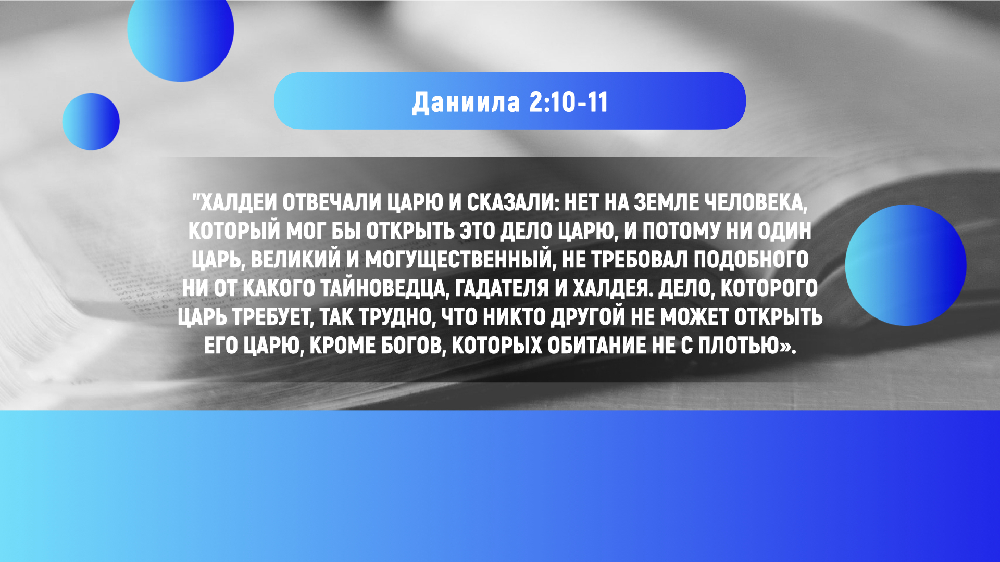 Даниила 2:10-11
"ХАЛДЕИ ОТВЕЧАЛИ ЦАРЮ И СКАЗАЛИ: НЕТ НА ЗЕМЛЕ ЧЕЛОВЕКА,
КОТОРЫЙ МОГ БЫ ОТКРЫТЬ ЭТО ДЕЛО ЦАРЮ, И ПОТОМУ НИ ОДИН
ЦАРЬ, ВЕЛИКИЙ И МОГУЩЕСТВЕННЫЙ, НЕ ТРЕБОВАЛ ПОДОБНОГО
НИ ОТ КАКОГО ТАЙНОВЕДЦА, ГАДАТЕЛЯ И ХАЛДЕЯ. ДЕЛО, КОТОРОГО
ЦАРЬ ТРЕБУЕТ, ТАК ТРУДНО, ЧТО НИКТО ДРУГОЙ НЕ МОЖЕТ ОТКРЫТЬ
ЕГО ЦАРЮ, КРОМЕ БОГОВ, КОТОРЫХ ОБИТАНИЕ НЕ С ПЛОТЬЮ».